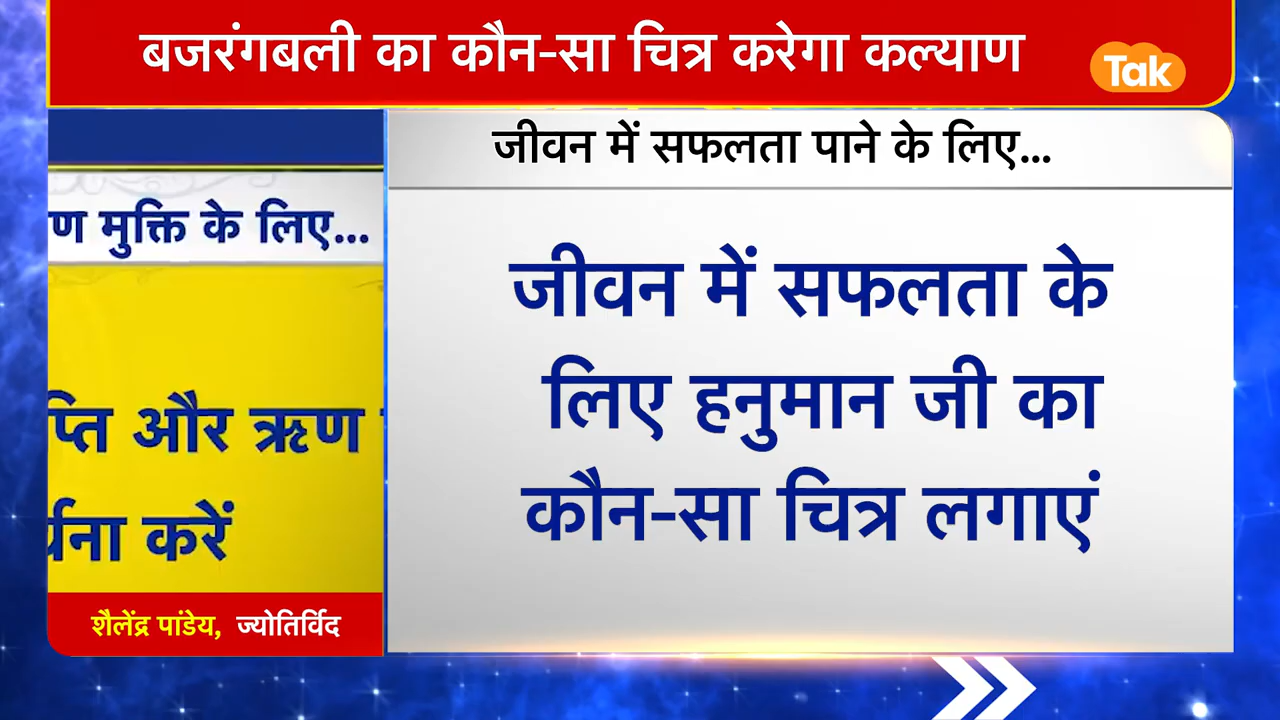 बजरंगबली का कौन-सा चित्र करेगा कल्याण
Tak
जीवन में सफलता पाने के लिए...
मुक्ति के लिए...
जीवन में सफलता के
लिए हनुमान जी का
कौन-सा चित्र लगाएं
और ऋण
करें
शैलेंद्र पांडेय, ज्योतिर्विद